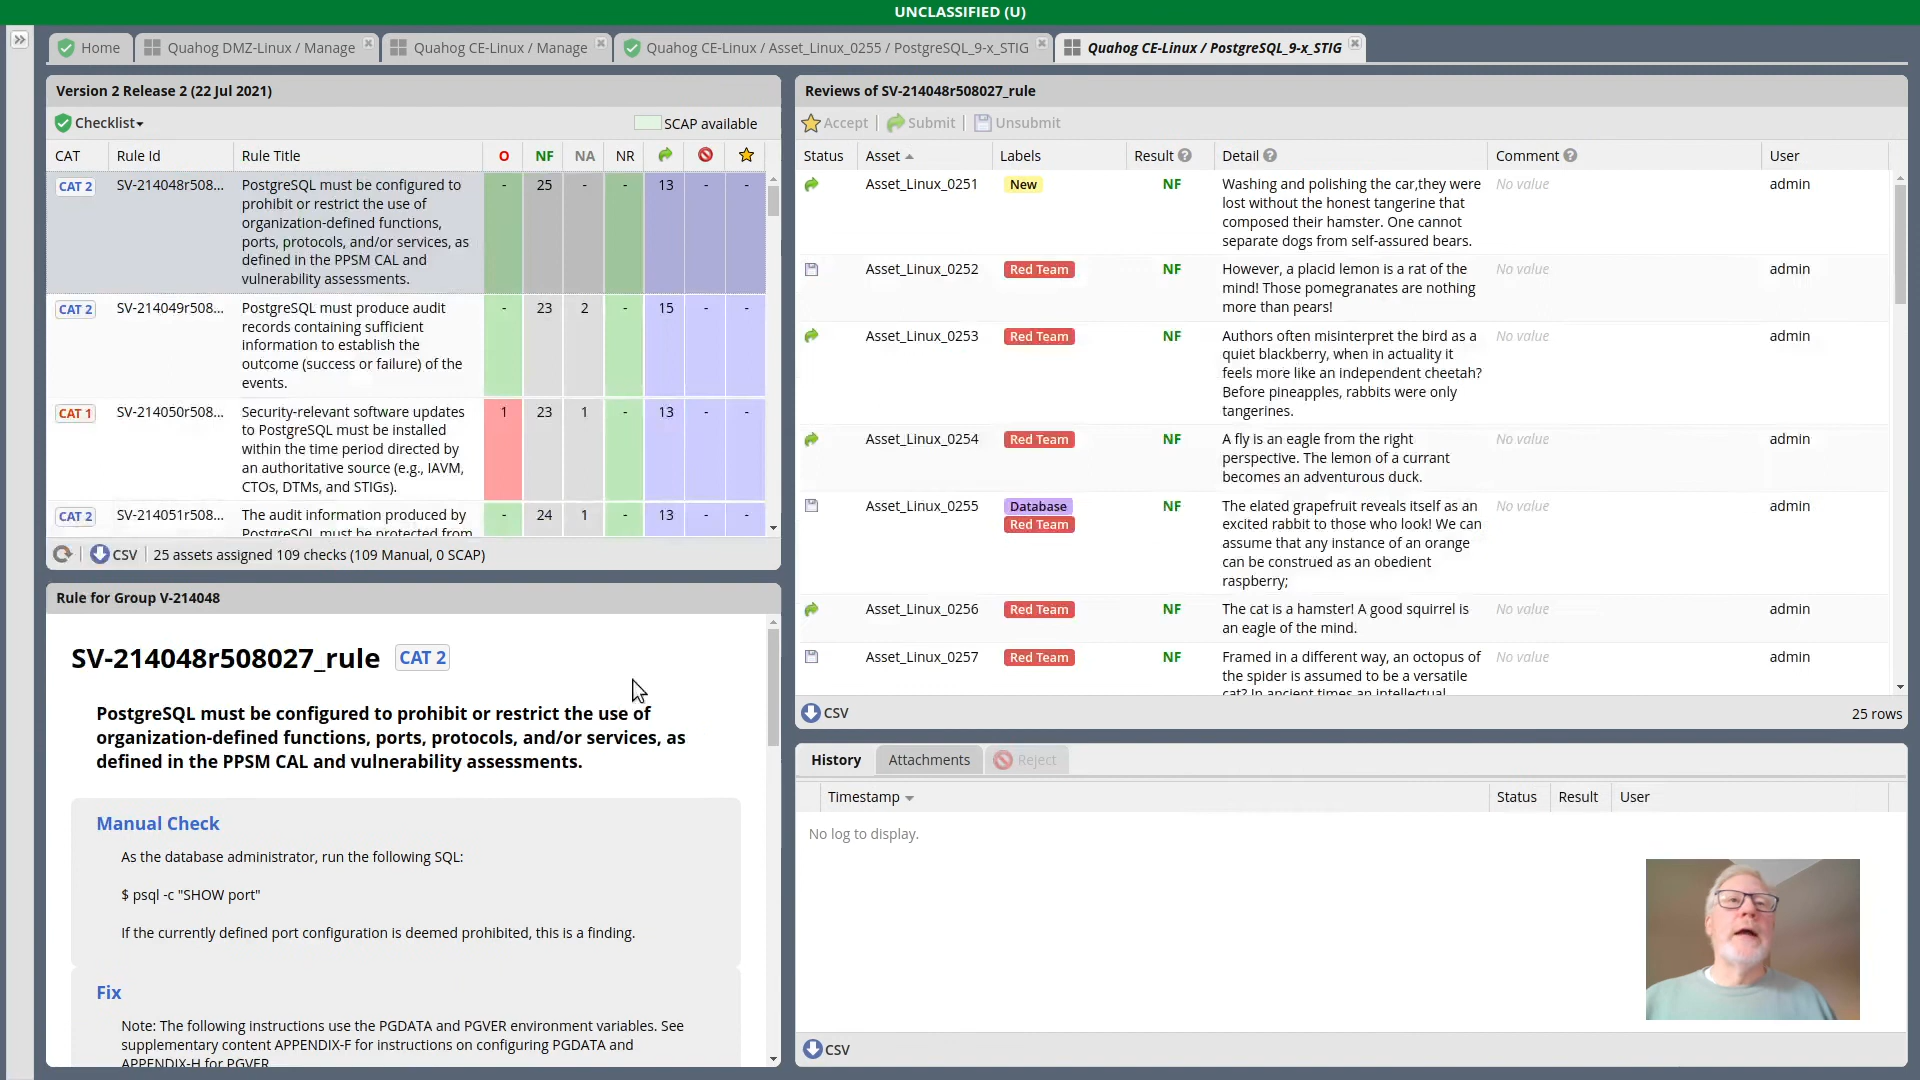 UNCLASSIFIED (U)
Home
Quahog DMZ-Linux / Manage
Quahog CE-Linux / Manage
Quahog CE-Linux / Asset_Linux_0255 / PostgreSQL_9-x_STIG
Quahog CE-Linux / PostgreSQL_9-x_STIG
Version 2 Release 2 (22 Jul 2021)
Checklist
SCAP available
CAT Rule Id Rule Title O NF NA NR
CAT 2 SV-214048r508... PostgreSQL must be configured to - 25 - - 13 - -
prohibit or restrict the use of
organization-defined functions,
ports, protocols, and/or services, as
defined in the PPSM CAL and
vulnerability assessments.
CAT 2 SV-214049r508... PostgreSQL must produce audit - 23 2 - 15 - -
records containing sufficient
information to establish the
outcome (success or failure) of the
events.
CAT 1 SV-214050r508... Security-relevant software updates 1 23 1 - 13 - -
to PostgreSQL must be installed
within the time period directed by
an authoritative source (e.g., IAVM,
CTOs, DTMs, and STIGs).
CAT 2 SV-214051r508... The audit information produced by - 24 1 - 13 - -
PostgreSQL must be protected from
CSV 25 assets assigned 109 checks (109 Manual, 0 SCAP)
Rule for Group V-214048
SV-214048r508027_rule CAT 2
PostgreSQL must be configured to prohibit or restrict the use of
organization-defined functions, ports, protocols, and/or services, as
defined in the PPSM CAL and vulnerability assessments.
Manual Check
As the database administrator, run the following SQL:
$ psql -c "SHOW port"
If the currently defined port configuration is deemed prohibited, this is a finding.
Fix
Note: The following instructions use the PGDATA and PGVER environment variables. See
supplementary content APPENDIX-F for instructions on configuring PGDATA and
APPENDIX-H for PGVER
Reviews of SV-214048r508027_rule
Accept Submit Unsubmit
Status Asset Labels Result ? Detail ? Comment ? User
Asset_Linux_0251 New NF Washing and polishing the car,they were No value admin
lost without the honest tangerine that
composed their hamster. One cannot
separate dogs from self-assured bears.
Asset_Linux_0252 Red Team NF However, a placid lemon is a rat of the No value admin
mind! Those pomegranates are nothing
more than pears!
Asset_Linux_0253 Red Team NF Authors often misinterpret the bird as a No value admin
quiet blackberry, when in actuality it
feels more like an independent cheetah?
Before pineapples, rabbits were only
tangerines.
Asset_Linux_0254 Red Team NF A fly is an eagle from the right No value admin
perspective. The lemon of a currant
becomes an adventurous duck.
Asset_Linux_0255 Database NF The elated grapefruit reveals itself as an No value admin
Red Team excited rabbit to those who look! We can
assume that any instance of an orange
can be construed as an obedient
raspberry;
Asset_Linux_0256 Red Team NF The cat is a hamster! A good squirrel is No value admin
an eagle of the mind.
Asset_Linux_0257 Red Team NF Framed in a different way, an octopus of No value admin
the spider is assumed to be a versatile
cat? In ancient times an intellectual
CSV 25 rows
History Attachments Reject
Timestamp Status Result User
No log to display.
CSV